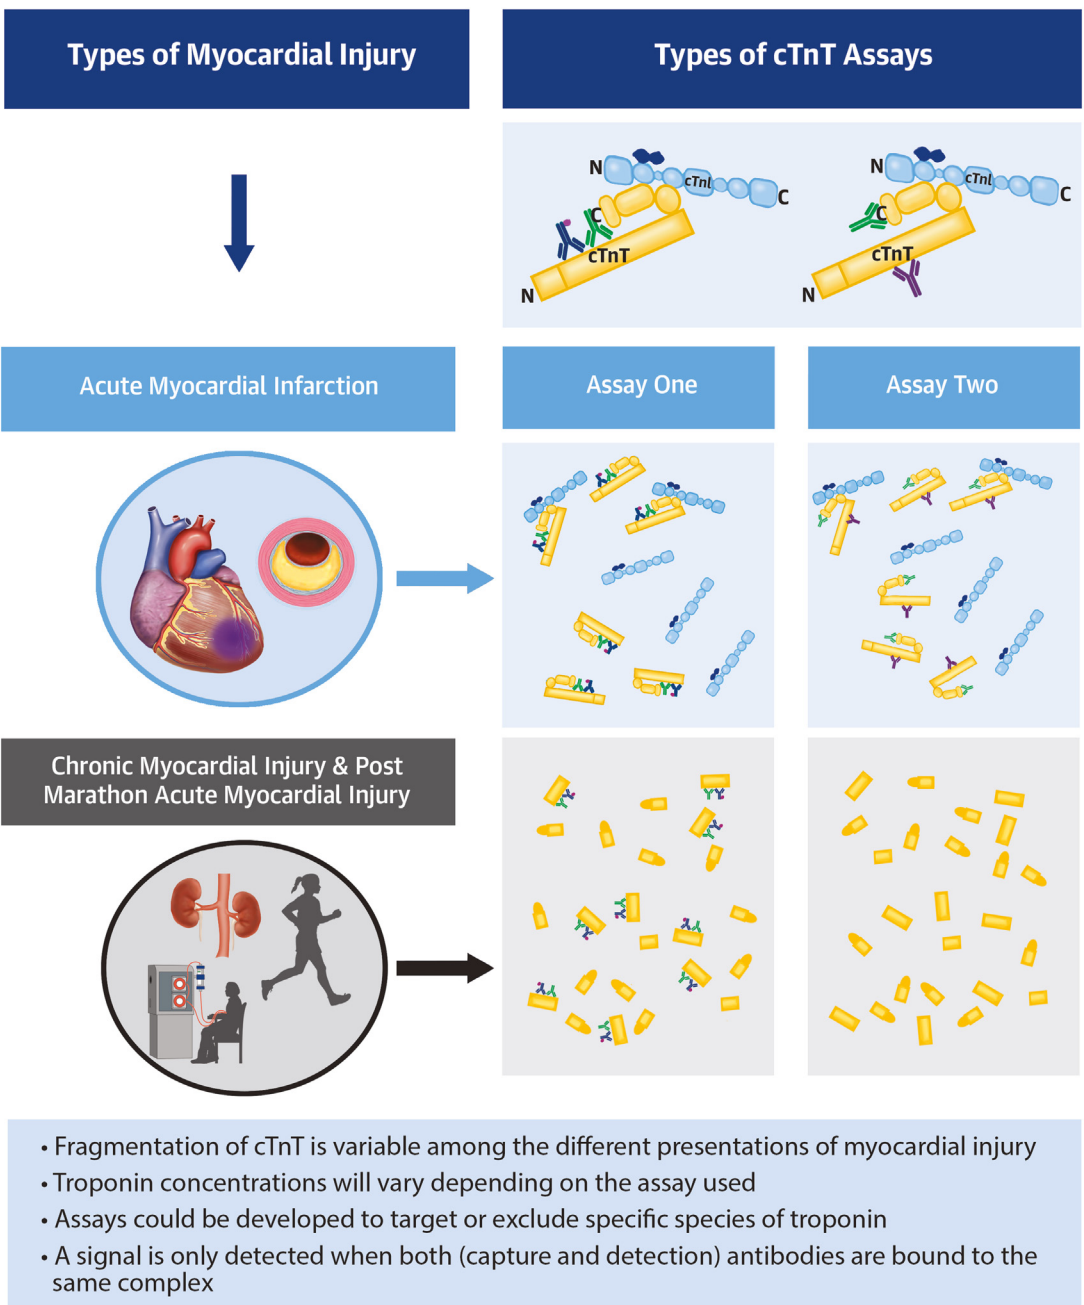 Types of Myocardial Injury
Types of cTnT Assays
N
cTnI
C
C
cTnT
N
N
cTnI
C
C
cTnT
N
Acute Myocardial Infarction
Assay One
Assay Two
Chronic Myocardial Injury & Post
Marathon Acute Myocardial Injury
• Fragmentation of cTnT is variable among the different presentations of myocardial injury
• Troponin concentrations will vary depending on the assay used
• Assays could be developed to target or exclude specific species of troponin
• A signal is only detected when both (capture and detection) antibodies are bound to the
same complex